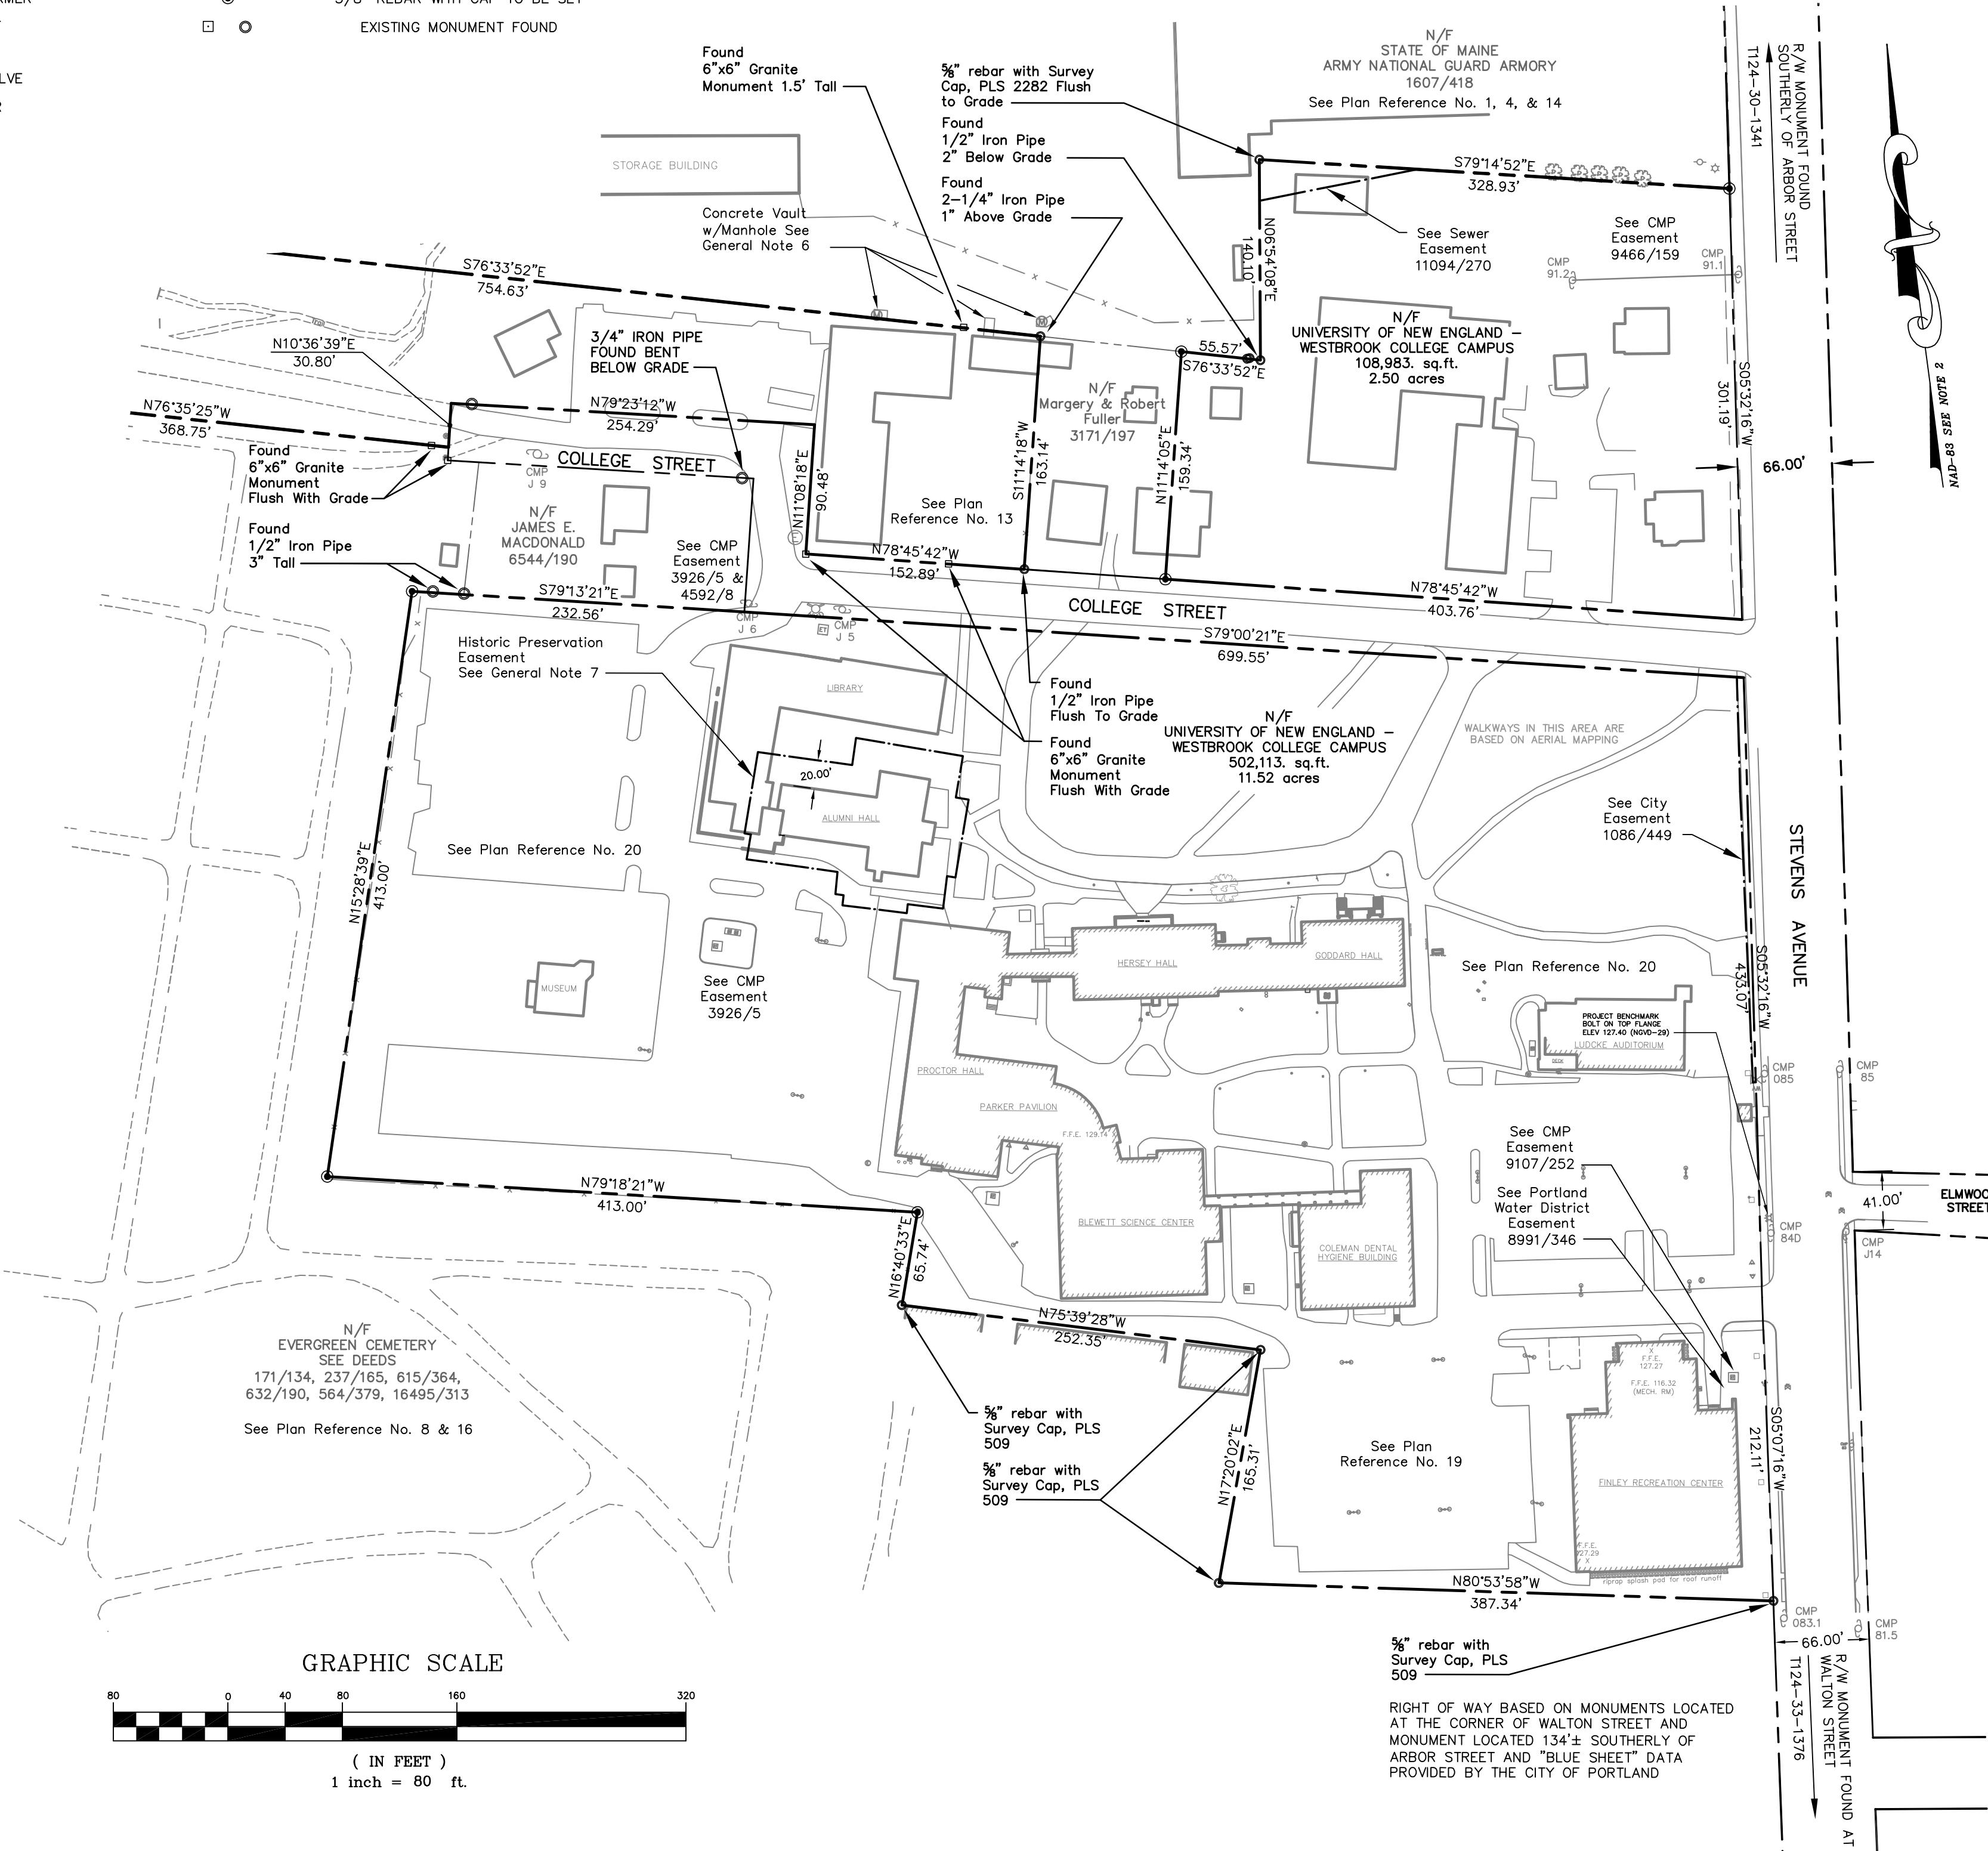 EXISTING MONUMENT FOUND
Found
6"x6" Granite
Monument 1.5' Tall
⅝" rebar with Survey
Cap, PLS 2282 Flush
to Grade
Found
1/2" Iron Pipe
2" Below Grade
Found
2-1/4" Iron Pipe
1" Above Grade
N/F
STATE OF MAINE
ARMY NATIONAL GUARD ARMORY
1607/418
See Plan Reference No. 1, 4, & 14
R/W MONUMENT FOUND
SOUTHERLY OF ARBOR STREET
T124-30-1341
STORAGE BUILDING
Concrete Vault
w/Manhole See
General Note 6
S79°14'52"E
328.93'
N06°54'08"E
140.10'
See Sewer
Easement
11094/270
See CMP
Easement
9466/159
CMP
91.2
CMP
91.1
S76°33'52"E
754.63'
N10°36'39"E
30.80'
3/4" IRON PIPE
FOUND BENT
BELOW GRADE
55.57'
S76°33'52"E
N/F
UNIVERSITY OF NEW ENGLAND -
WESTBROOK COLLEGE CAMPUS
108,983. sq.ft.
2.50 acres
S05°32'16"W
301.19'
66.00'
NAD-83 SEE NOTE 2
N76°35'25"W
368.75'
N79°23'12"W
254.29'
N/F
Margery & Robert
Fuller
3171/197
Found
6"x6" Granite
Monument
Flush With Grade
COLLEGE STREET
CMP
J 9
N11°08'18"E
90.48'
S11°14'18"W
163.14'
N11°14'05"E
159.34'
See Plan
Reference No. 13
Found
1/2" Iron Pipe
3" Tall
N/F
JAMES E.
MACDONALD
6544/190
See CMP
Easement
3926/5 &
4592/8
N78°45'42"W
152.89'
N78°45'42"W
403.76'
S79°13'21"E
232.56'
CMP
J 6
ET
CMP
J 5
COLLEGE STREET
S79°00'21"E
699.55'
Historic Preservation
Easement
See General Note 7
LIBRARY
Found
1/2" Iron Pipe
Flush To Grade
Found
6"x6" Granite
Monument
Flush With Grade
N/F
UNIVERSITY OF NEW ENGLAND -
WESTBROOK COLLEGE CAMPUS
502,113. sq.ft.
11.52 acres
WALKWAYS IN THIS AREA ARE
BASED ON AERIAL MAPPING
20.00'
ALUMNI HALL
See City
Easement
1086/449
STEVENS AVENUE
See Plan Reference No. 20
N15°28'39"E
413.00'
HERSEY HALL
GODDARD HALL
See Plan Reference No. 20
S05°32'16"W
433.07'
MUSEUM
See CMP
Easement
3926/5
PROJECT BENCHMARK
BOLT ON TOP FLANGE
ELEV 127.40 (NGVD-29)
LUDCKE AUDITORIUM
DECK
PROCTOR HALL
PARKER PAVILION
F.F.E. 129.14
CMP
085
CMP
85
See CMP
Easement
9107/252
See Portland
Water District
Easement
8991/346
N79°18'21"W
413.00'
BLEWETT SCIENCE CENTER
COLEMAN DENTAL
HYGIENE BUILDING
CMP
84D
41.00'
CMP
J14
N16°40'33"E
65.74'
N75°39'28"W
252.35'
N/F
EVERGREEN CEMETERY
SEE DEEDS
171/134, 237/165, 615/364,
632/190, 564/379, 16495/313
See Plan Reference No. 8 & 16
F.F.E.
127.27
F.F.E. 116.32
(MECH. RM)
⅝" rebar with
Survey Cap, PLS
509
⅝" rebar with
Survey Cap, PLS
509
N17°20'02"E
165.31'
See Plan
Reference No. 19
FINLEY RECREATION CENTER
S05°07'16"W
212.11'
F.F.E.
riprap splash pad for roof runoff
N80°53'58"W
387.34'
CMP
083.1
CMP
81.5
66.00'
⅝" rebar with
Survey Cap, PLS
509
R/W MONUMENT FOUND AT
WALTON STREET
T124-33-1376
RIGHT OF WAY BASED ON MONUMENTS LOCATED
AT THE CORNER OF WALTON STREET AND
MONUMENT LOCATED 134'± SOUTHERLY OF
ARBOR STREET AND "BLUE SHEET" DATA
PROVIDED BY THE CITY OF PORTLAND
GRAPHIC SCALE
80 0 40 80 160 320
( IN FEET )
1 inch = 80 ft.